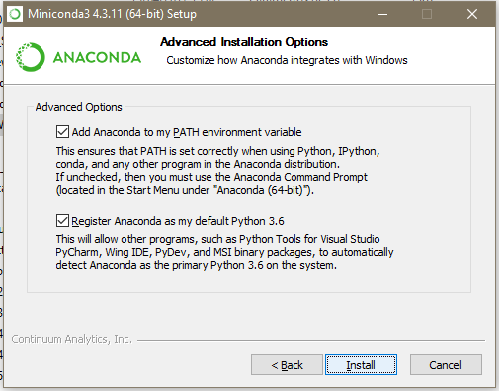 Miniconda3 4.3.11 (64-bit) Setup
ANACONDA
Advanced Installation Options
Customize how Anaconda integrates with Windows
Advanced Options
Add Anaconda to my PATH environment variable
This ensures that PATH is set correctly when using Python, IPython,
conda, and any other program in the Anaconda distribution.
If unchecked, then you must use the Anaconda Command Prompt
(located in the Start Menu under "Anaconda (64-bit)").
Register Anaconda as my default Python 3.6
This will allow other programs, such as Python Tools for Visual Studio
PyCharm, Wing IDE, PyDev, and MSI binary packages, to automatically
detect Anaconda as the primary Python 3.6 on the system.
Continuum Analytics, Inc.
< Back
Install
Cancel